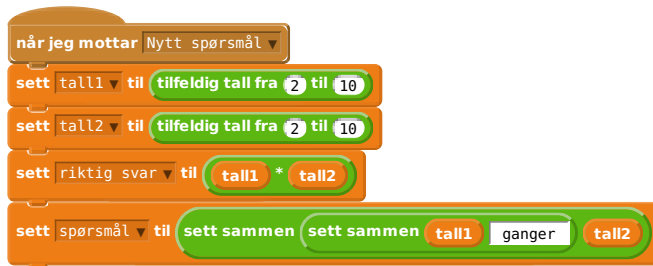 når jeg mottar Nytt spørsmål
sett tall1 til tilfeldig tall fra 2 til 10
sett tall2 til tilfeldig tall fra 2 til 10
sett riktig svar til tall1 * tall2
sett spørsmål til sett sammen sett sammen tall1 ganger tall2